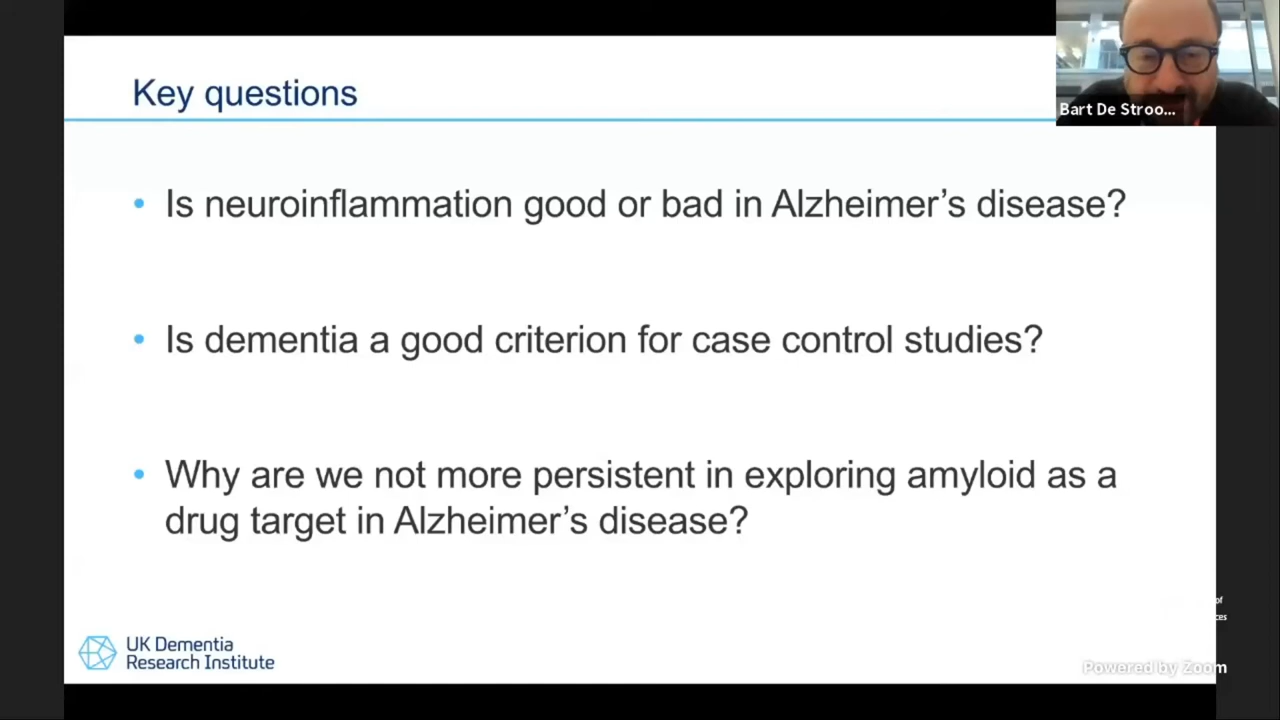 Key questions
Bart De Stroo...
• Is neuroinflammation good or bad in Alzheimer's disease?
• Is dementia a good criterion for case control studies?
• Why are we not more persistent in exploring amyloid as a
drug target in Alzheimer's disease?
of
ces
UK Dementia
Research Institute
Powered by Zoom